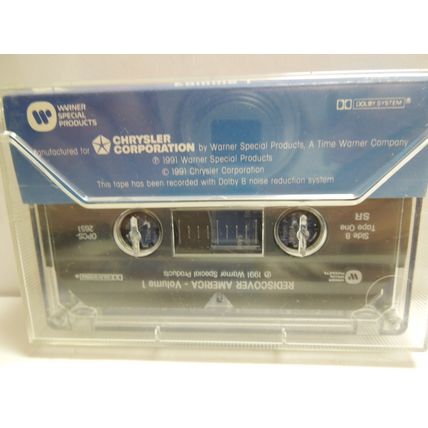 Volume 1
WARNER
SPECIAL
PRODUCTS
DOLBY SYSTEM
manufactured for CHRYSLER CORPORATION by Warner Special Products, A Time Warner Company
℗ 1991 Warner Special Products
© 1991 Chrysler Corporation
This tape has been recorded with Dolby B noise reduction system
Side B
Tape One
SR
OPCS-
2651
REDISCOVER AMERICA - Volume 1
℗ 1991 Warner Special Products